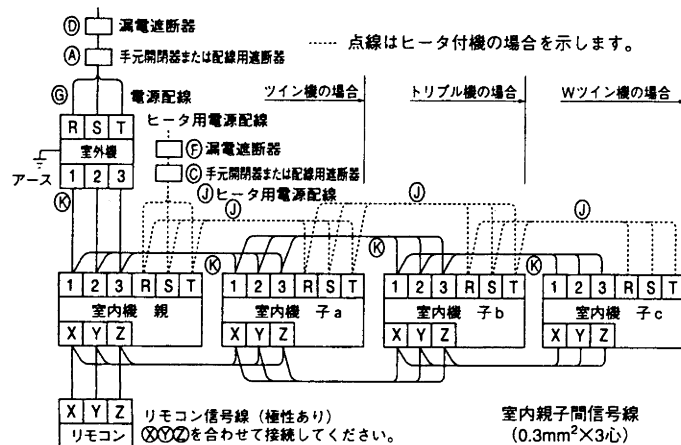 Ⓓ 漏電遮断器
Ⓐ 手元開閉器または配線用遮断器
点線はヒータ付機の場合を示します。
Ⓖ 電源配線
ツイン機の場合
トリプル機の場合
Wツイン機の場合
R S T
室外機
1 2 3
アース
ヒータ用電源配線
Ⓕ 漏電遮断器
Ⓒ 手元開閉器または配線用遮断器
Ⓙ ヒータ用電源配線
Ⓙ
Ⓙ
Ⓙ
Ⓚ
Ⓚ
Ⓚ
Ⓚ
1 2 3 R S T
室内機 親
X Y Z
1 2 3 R S T
室内機 子a
X Y Z
1 2 3 R S T
室内機 子b
X Y Z
1 2 3 R S T
室内機 子c
X Y Z
X Y Z
リモコン
リモコン信号線(極性あり)
ⓍⓎⓏを合わせて接続してください。
室内親子間信号線
(0.3mm²×3心)